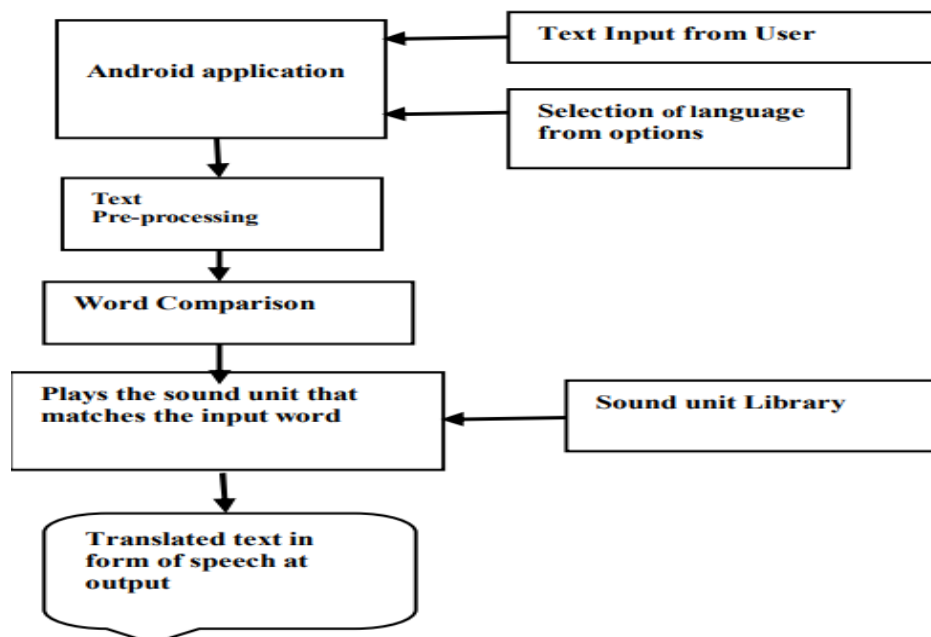 Text Input from User
Android application
Selection of language
from options
Text
Pre-processing
Word Comparison
Plays the sound unit that
matches the input word
Sound unit Library
Translated text in
form of speech at
output